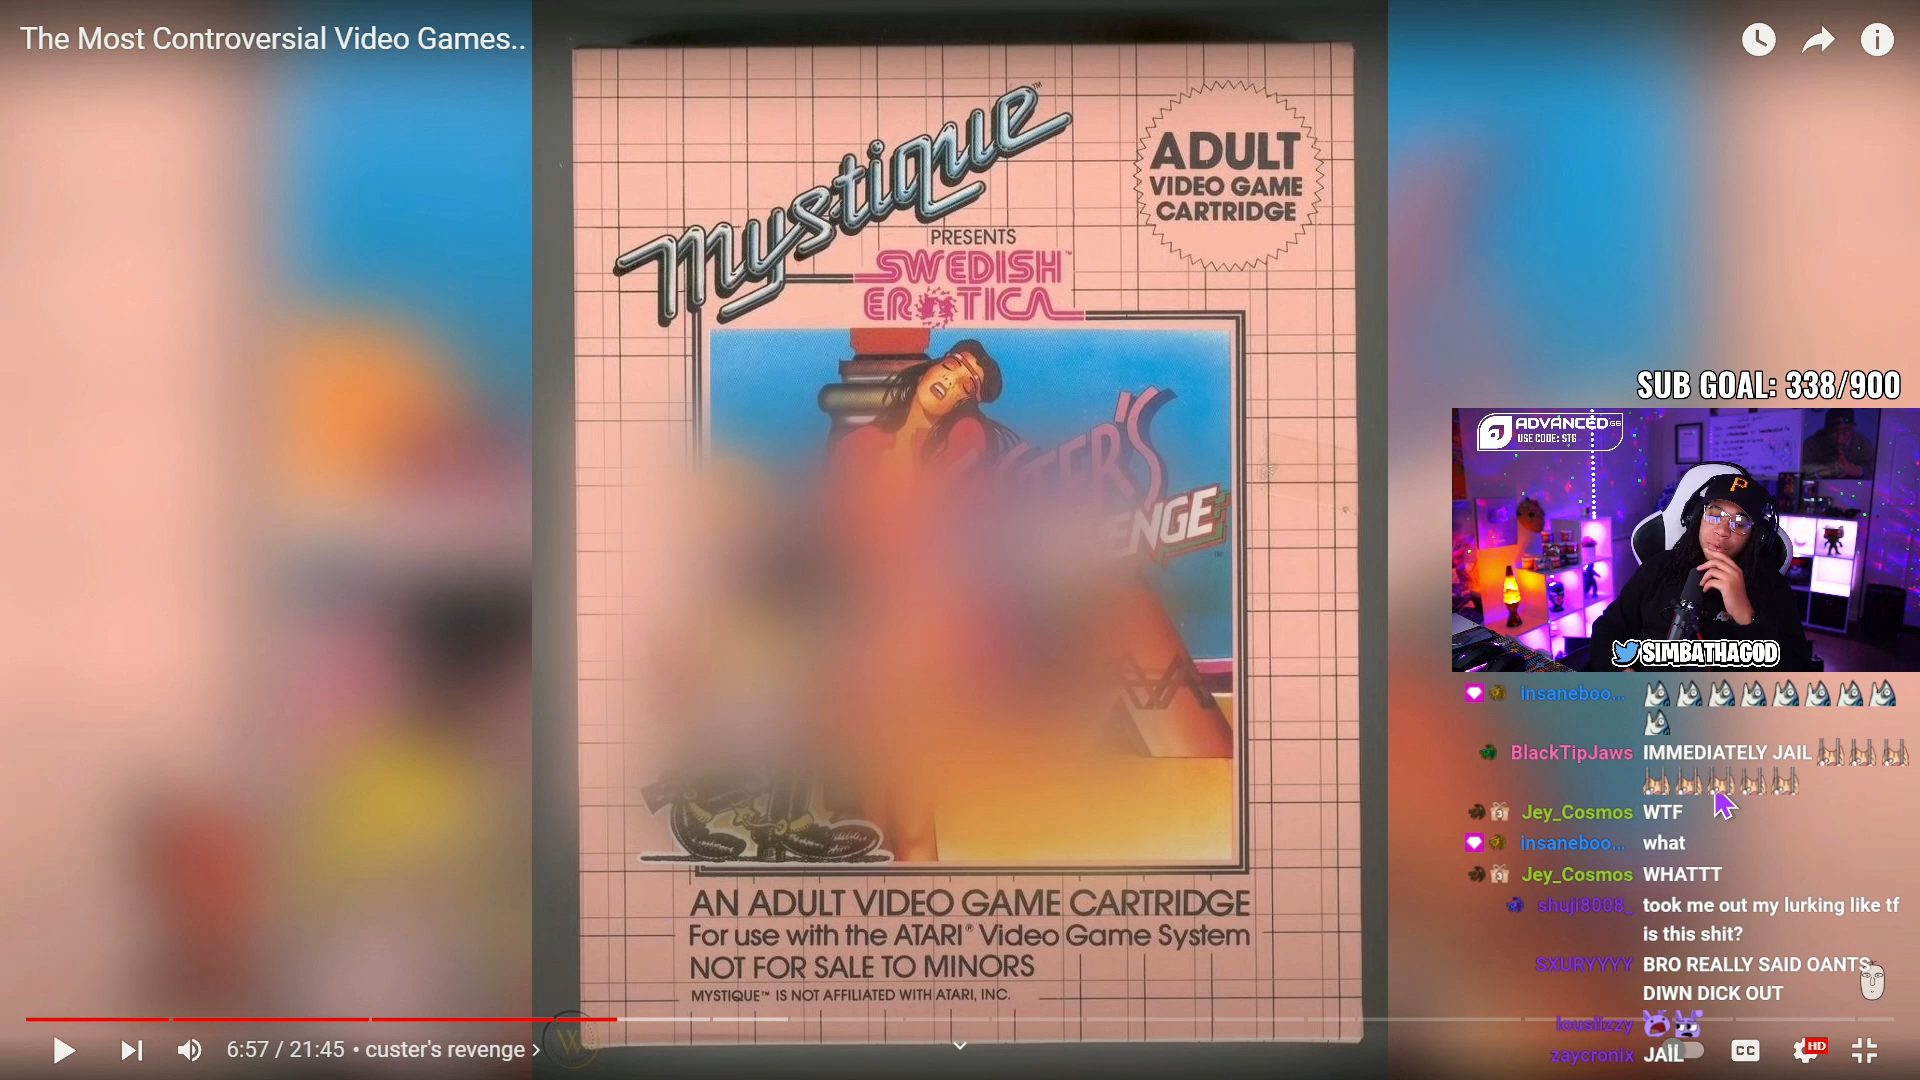 The Most Controversial Video Games..
mystique
ADULT
VIDEO GAME
CARTRIDGE
PRESENTS
SWEDISH
EROTICA
ENGE
AN ADULT VIDEO GAME CARTRIDGE
For use with the ATARI® Video Game System
NOT FOR SALE TO MINORS
MYSTIQUE™ IS NOT AFFILIATED WITH ATARI, INC.
6:57 / 21:45 • custer's revenge
SUB GOAL: 338/900
ADVANCED GG
USE CODE: STG
P
SIMBATHAGOD
insaneboo...
BlackTipJaws IMMEDIATELY JAIL
Jey_Cosmos WTF
insaneboo... what
Jey_Cosmos WHATTT
shuji8008_ took me out my lurking like tf
is this shit?
SXURYYYY BRO REALLY SAID OANTS
DIWN DICK OUT
zaycronix JAIL
CC
HD